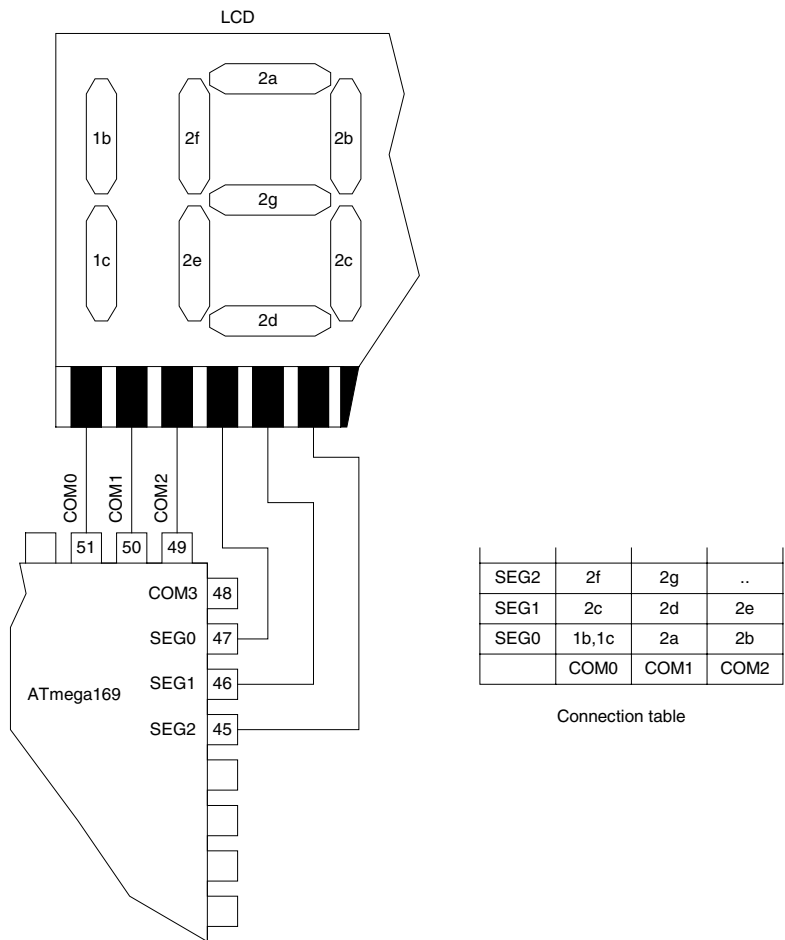 LCD
2a
1b 2f 2b
2g
1c 2e 2c
2d
COM0 COM1 COM2
51 50 49
COM3 48
SEG0 47
SEG1 46
ATmega169
SEG2 45
SEG2 2f 2g ..
SEG1 2c 2d 2e
SEG0 1b,1c 2a 2b
COM0 COM1 COM2
Connection table